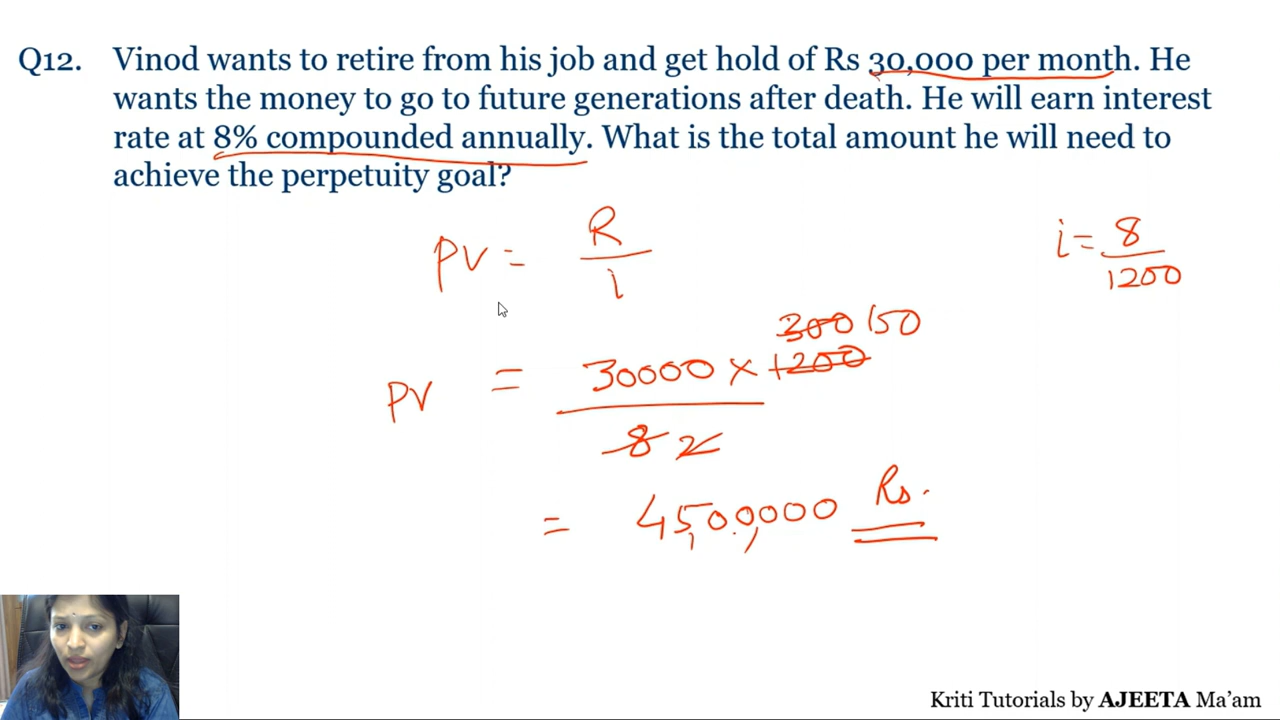 Q12. Vinod wants to retire from his job and get hold of Rs 30,000 per month. He
wants the money to go to future generations after death. He will earn interest
rate at 8% compounded annually. What is the total amount he will need to
achieve the perpetuity goal?
PV = R / i
i = 8 / 1200
300 150
PV = 30000 × 1200
8 2
= 45,00,000 Rs.
Kriti Tutorials by AJEETA Ma'am